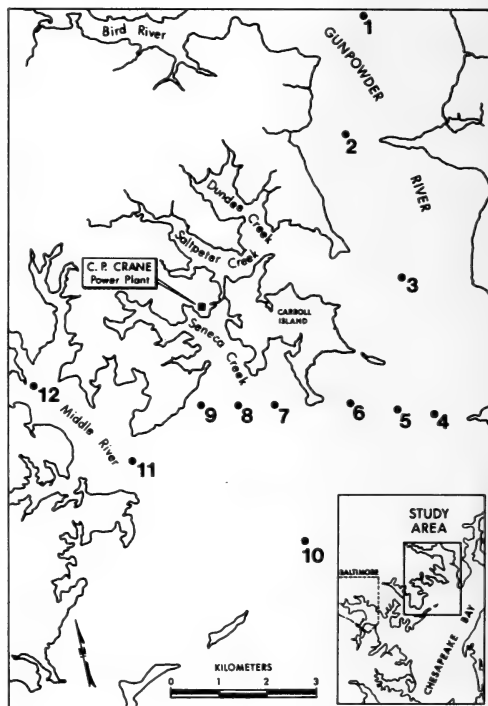 1
Bird River
GUNPOWDER
2
RIVER
Dundee Creek
Saltpeter Creek
C. P. CRANE
Power Plant
3
CARROLL
ISLAND
Seneca Creek
12
9
8
7
6
5
4
Middle River
11
10
STUDY
AREA
BALTIMORE
CHESAPEAKE BAY
N
KILOMETERS
0
1
2
3